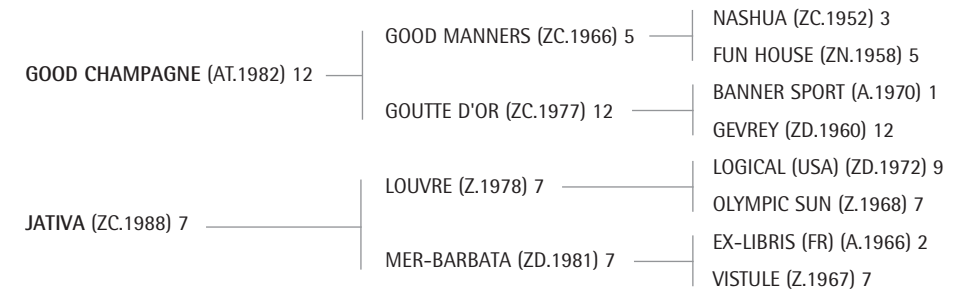 NASHUA (ZC.1952) 3
GOOD MANNERS (ZC.1966) 5
FUN HOUSE (ZN.1958) 5
GOOD CHAMPAGNE (AT.1982) 12
BANNER SPORT (A.1970) 1
GOUTTE D'OR (ZC.1977) 12
GEVREY (ZD.1960) 12
LOGICAL (USA) (ZD.1972) 9
LOUVRE (Z.1978) 7
OLYMPIC SUN (Z.1968) 7
JATIVA (ZC.1988) 7
EX-LIBRIS (FR) (A.1966) 2
MER-BARBATA (ZD.1981) 7
VISTULE (Z.1967) 7